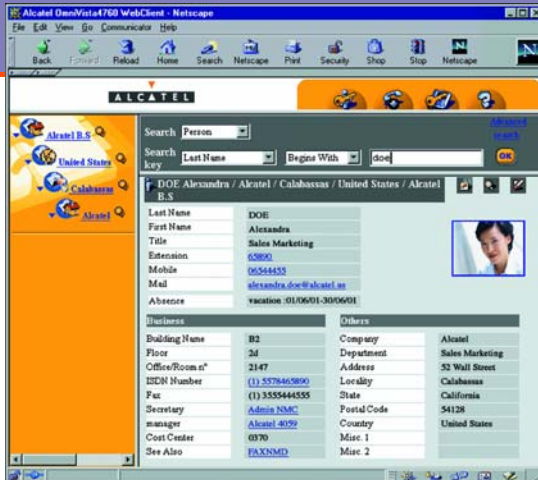 Alcatel OmniVista4760 WebClient - Netscape
File Edit View Go Communicator Help
Back Forward Reload Home Search Netscape Print Security Shop Stop Netscape
N
ALCATEL
Alcatel B.S
United States
Calabassas
Alcatel
Search Person
Advanced search
Search key Last Name Begins With doe OK
DOE Alexandra / Alcatel / Calabassas / United States / Alcatel
B.S
Last Name DOE
First Name Alexandra
Title Sales Marketing
Extension 65890
Mobile 06544455
Mail alexandra.doe@alcatel.us
Absence vacation :01/06/01-30/06/01
Business Others
Building Name B2 Company Alcatel
Floor 2d Department Sales Marketing
Office/Room n° 2147 Address 52 Wall Street
ISDN Number (1) 5578465890 Locality Calabassas
Fax (1) 3555444555 State California
Secretary Admin NMC Postal Code 54128
manager Alcatel 4059 Country United States
Cost Center 0370 Misc. 1
See Also FAXNMD Misc. 2